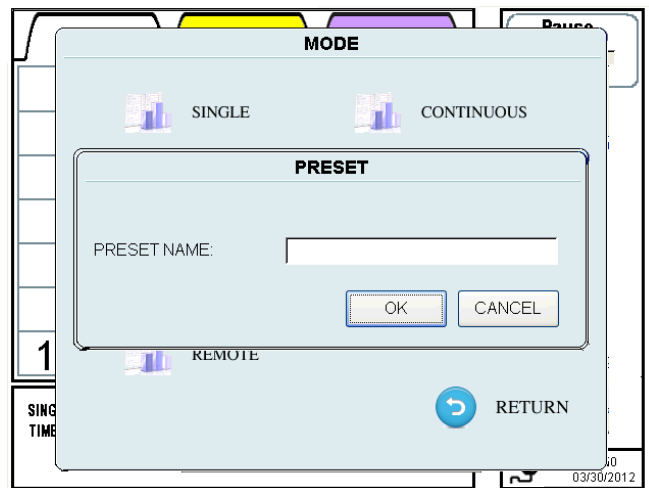 Pause
MODE
SINGLE
CONTINUOUS
PRESET
PRESET NAME:
OK
CANCEL
1
REMOTE
RETURN
SING
TIME
03/30/2012